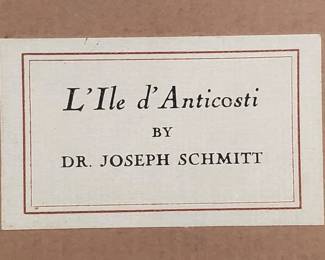 L'Ile d'Anticosti
BY
DR. JOSEPH SCHMITT